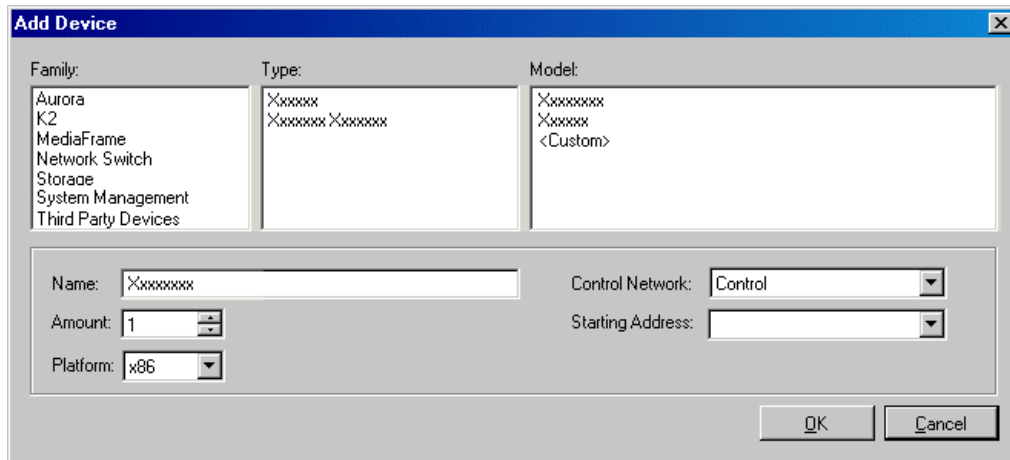 Add Device
Family: Type: Model:
Aurora
K2
MediaFrame
Network Switch
Storage
System Management
Third Party Devices
Xxxxxx
Xxxxxxx Xxxxxxx
Xxxxxxxx
Xxxxxx
<Custom>
Name: Xxxxxxxx
Control Network: Control
Amount: 1
Starting Address:
Platform: x86
OK Cancel